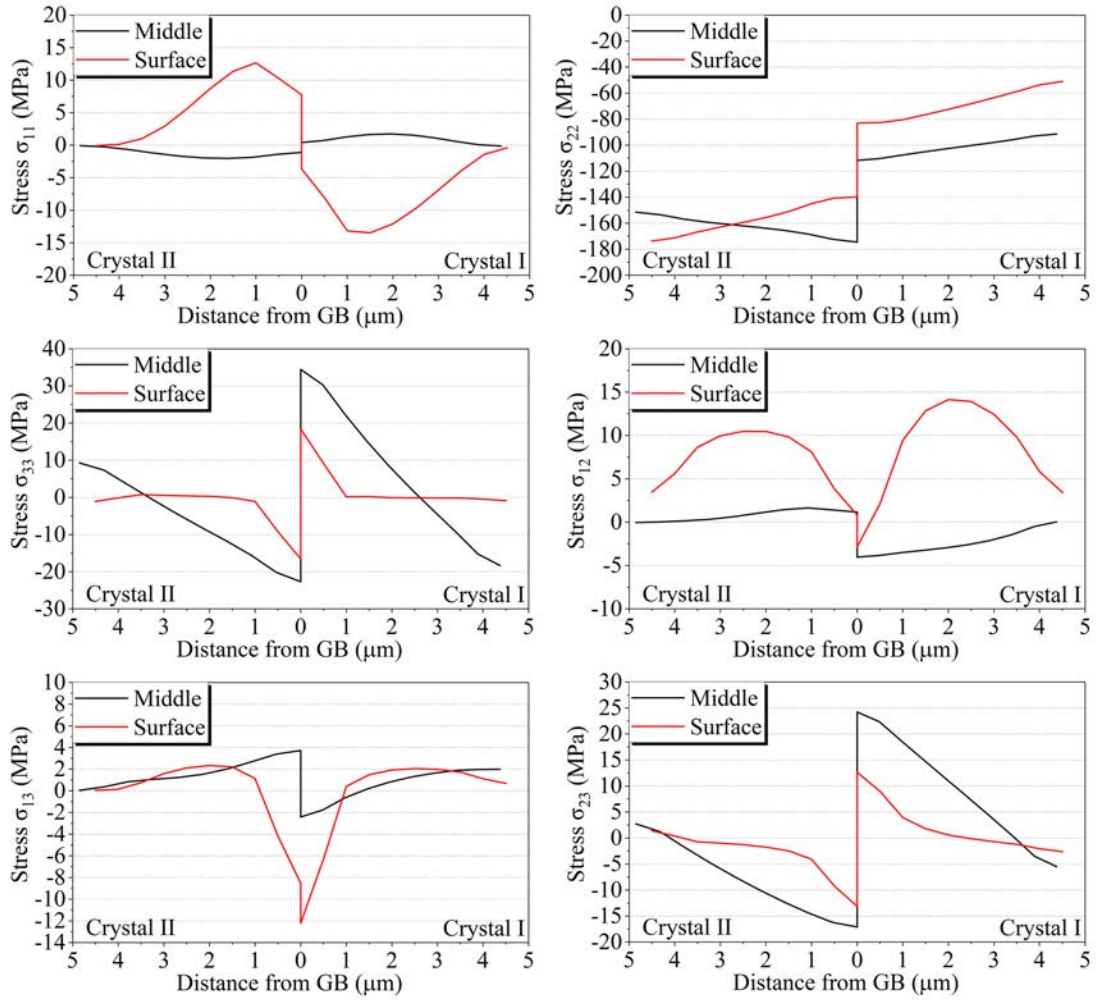 Stress σ11 (MPa)
20
15
10
5
0
-5
-10
-15
-20
Middle
Surface
Crystal II
Crystal I
5 4 3 2 1 0 1 2 3 4 5
Distance from GB (μm)
Stress σ22 (MPa)
0
-20
-40
-60
-80
-100
-120
-140
-160
-180
-200
Middle
Surface
Crystal II
Crystal I
5 4 3 2 1 0 1 2 3 4 5
Distance from GB (μm)
Stress σ33 (MPa)
40
30
20
10
0
-10
-20
-30
Middle
Surface
Crystal II
Crystal I
5 4 3 2 1 0 1 2 3 4 5
Distance from GB (μm)
Stress σ12 (MPa)
20
15
10
5
0
-5
-10
Middle
Surface
Crystal II
Crystal I
5 4 3 2 1 0 1 2 3 4 5
Distance from GB (μm)
Stress σ13 (MPa)
10
8
6
4
2
0
-2
-4
-6
-8
-10
-12
-14
Middle
Surface
Crystal II
Crystal I
5 4 3 2 1 0 1 2 3 4 5
Distance from GB (μm)
Stress σ23 (MPa)
30
25
20
15
10
5
0
-5
-10
-15
-20
Middle
Surface
Crystal II
Crystal I
5 4 3 2 1 0 1 2 3 4 5
Distance from GB (μm)